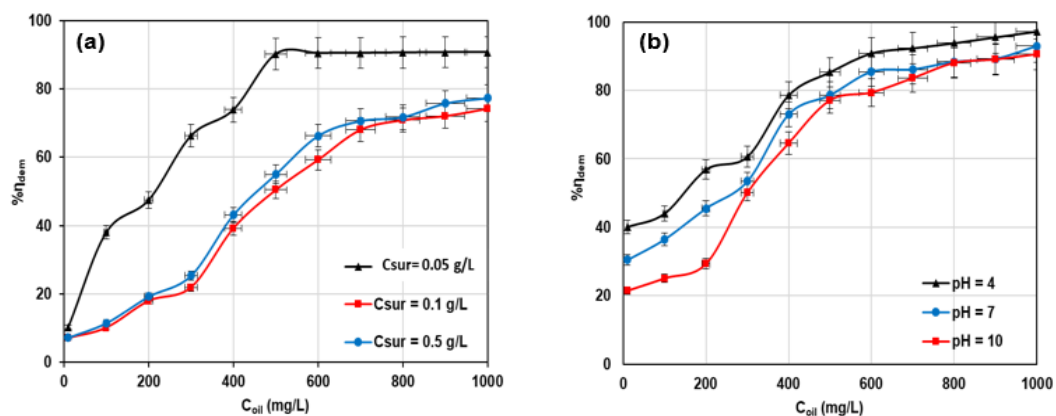 (a)
100
80
60
40
20
0
%ηdem
0 200 400 600 800 1000
Coil (mg/L)
Csur= 0.05 g/L
Csur = 0.1 g/L
Csur = 0.5 g/L
(b)
100
80
60
40
20
0
%ηdem
0 200 400 600 800 1000
Coil (mg/L)
pH = 4
pH = 7
pH = 10